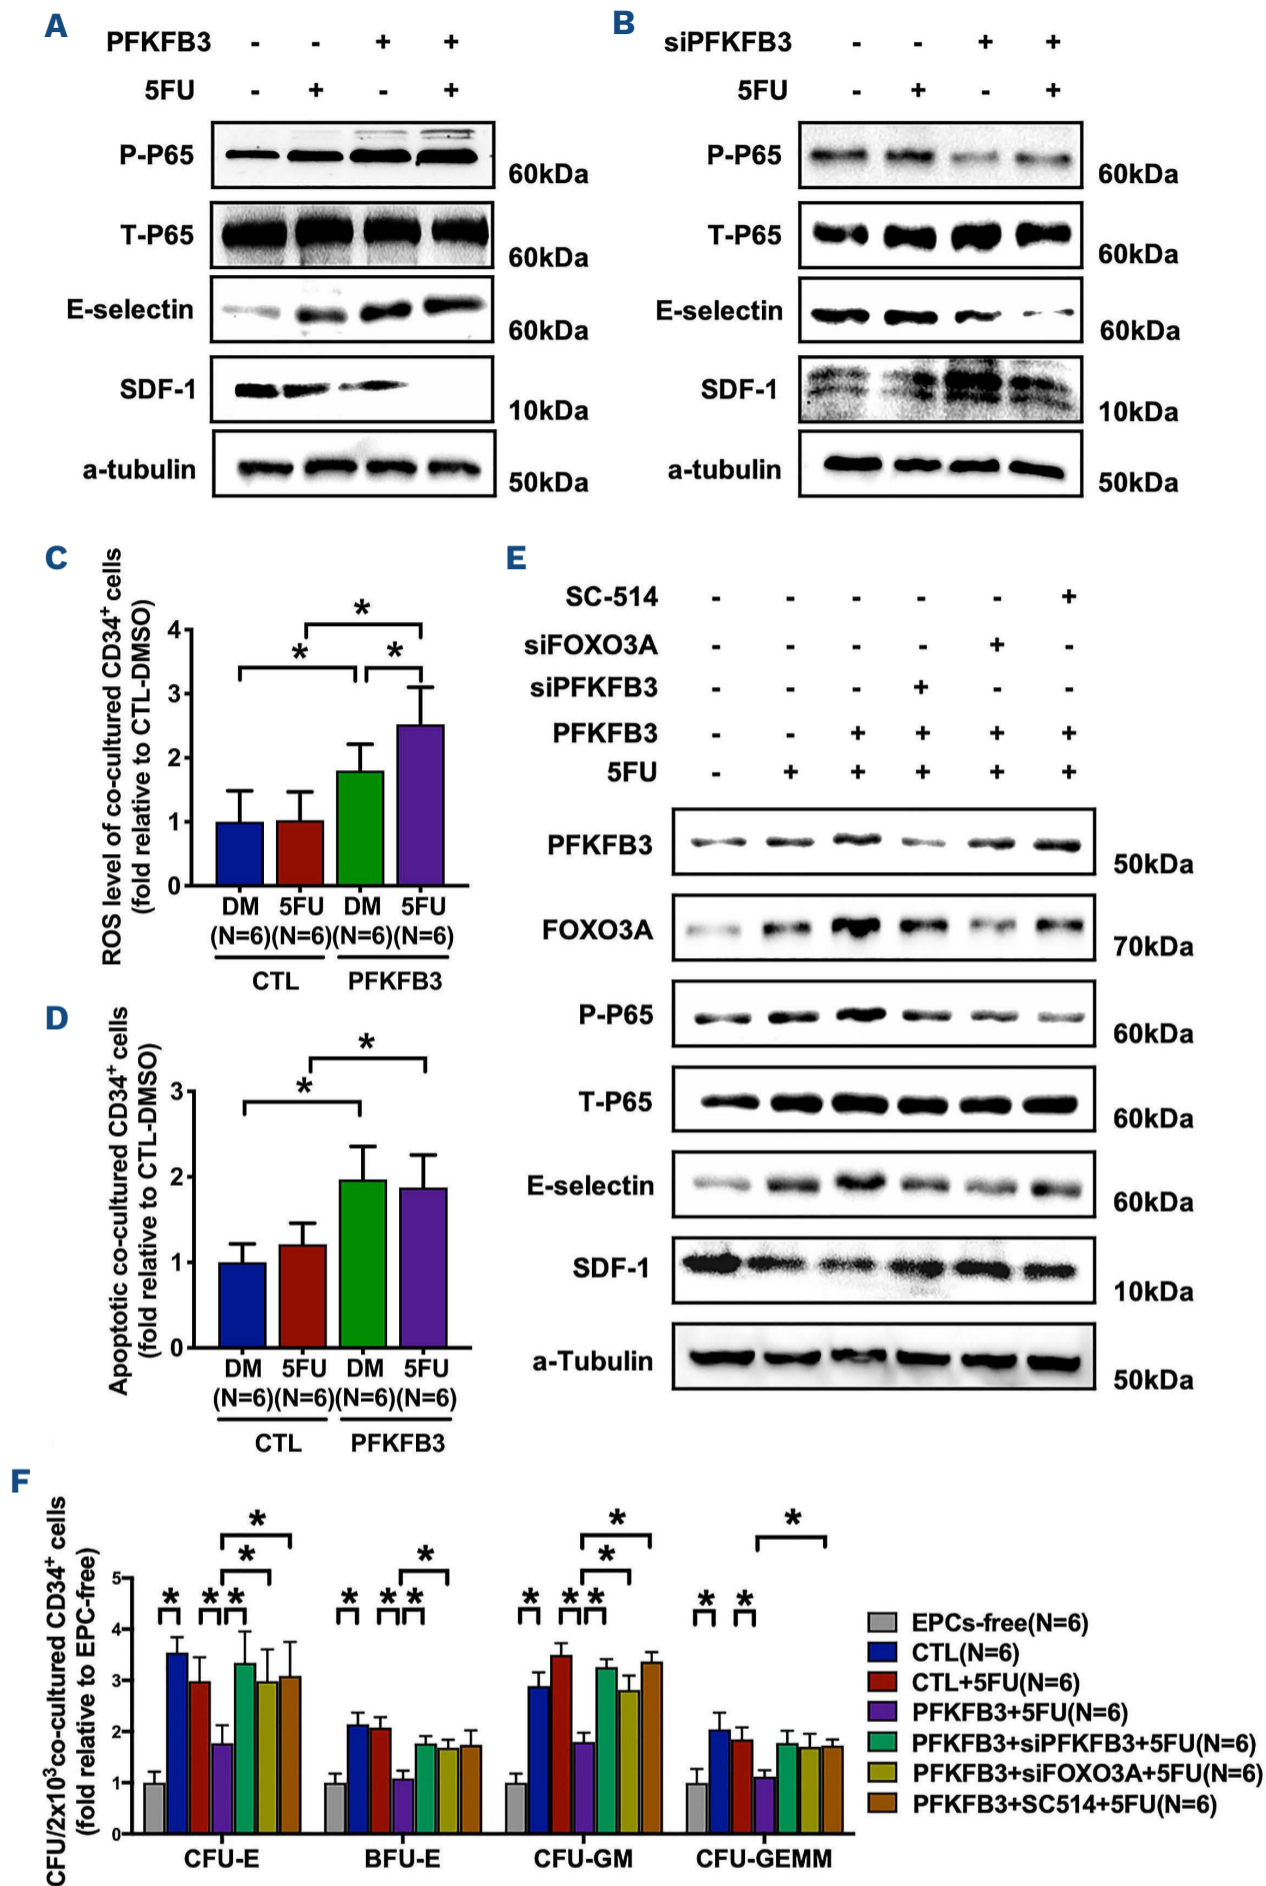 A
PFKFB3 - - + +
5FU - + - +
P-P65 60kDa
T-P65 60kDa
E-selectin 60kDa
SDF-1 10kDa
a-tubulin 50kDa
B
siPFKFB3 - - + +
5FU - + - +
P-P65 60kDa
T-P65 60kDa
E-selectin 60kDa
SDF-1 10kDa
a-tubulin 50kDa
C
ROS level of co-cultured CD34⁺ cells
(fold relative to CTL-DMSO)
4
3
2
1
0
* * *
DM 5FU DM 5FU
(N=6) (N=6) (N=6) (N=6)
CTL PFKFB3
D
Apoptotic co-cultured CD34⁺ cells
(fold relative to CTL-DMSO)
3
2
1
0
* *
DM 5FU DM 5FU
(N=6) (N=6) (N=6) (N=6)
CTL PFKFB3
E
SC-514 - - - - - +
siFOXO3A - - - - + -
siPFKFB3 - - - + - -
PFKFB3 - - + + + +
5FU - + + + + +
PFKFB3 50kDa
FOXO3A 70kDa
P-P65 60kDa
T-P65 60kDa
E-selectin 60kDa
SDF-1 10kDa
a-Tubulin 50kDa
F
CFU/2x10³co-cultured CD34⁺ cells
(fold relative to EPC-free)
5
4
3
2
1
0
* * * * *
* * * *
* * * * *
* * *
CFU-E BFU-E CFU-GM CFU-GEMM
EPCs-free(N=6)
CTL(N=6)
CTL+5FU(N=6)
PFKFB3+5FU(N=6)
PFKFB3+siPFKFB3+5FU(N=6)
PFKFB3+siFOXO3A+5FU(N=6)
PFKFB3+SC514+5FU(N=6)